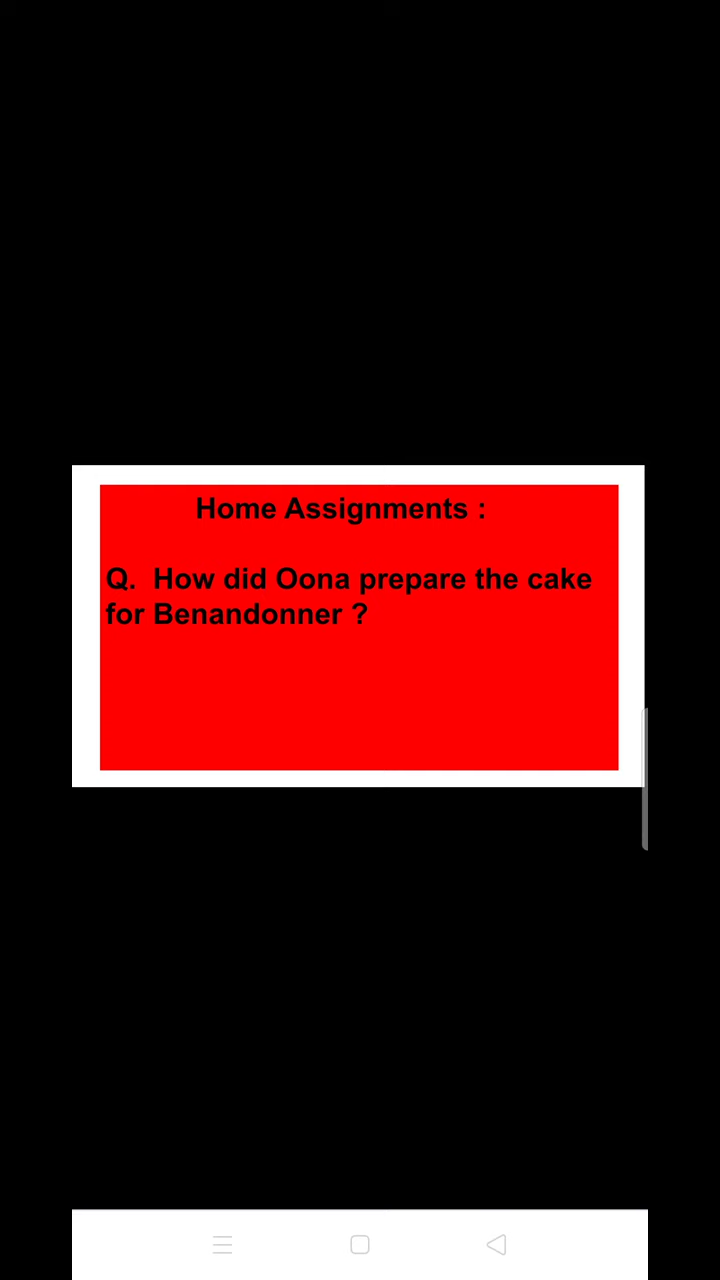 Home Assignments :
Q.  How did Oona prepare the cake
for Benandonner ?